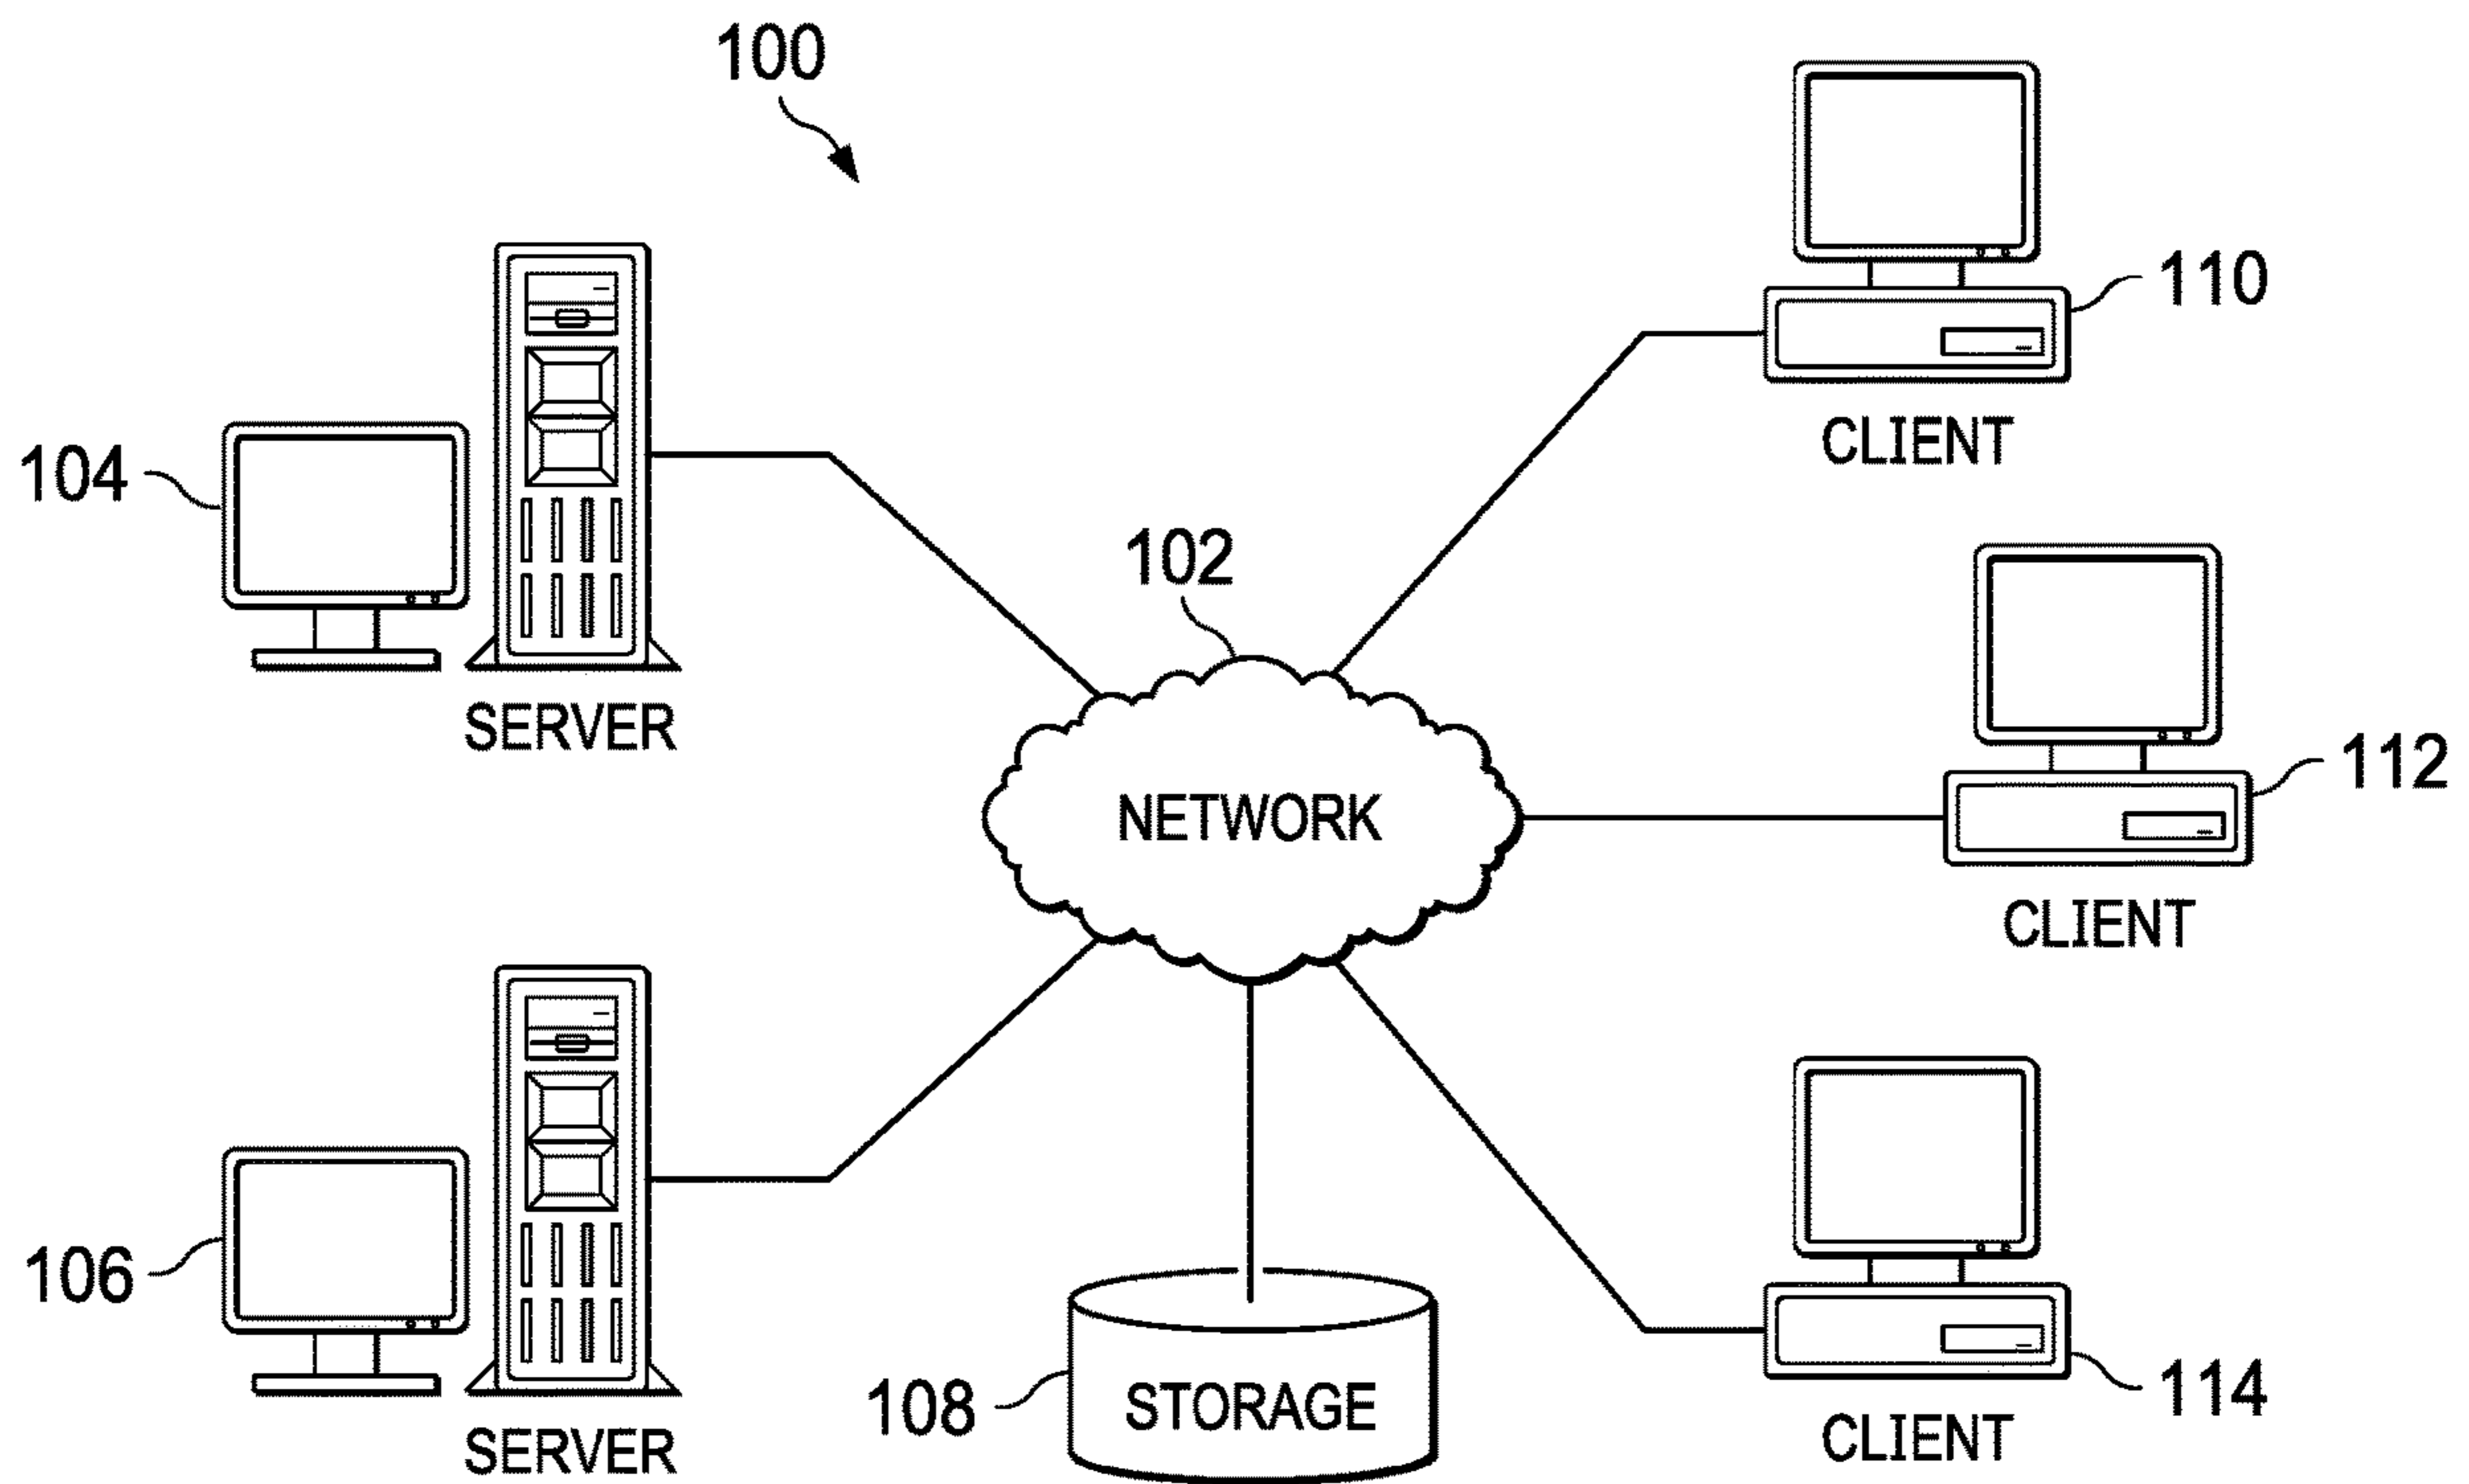 100
110
CLIENT
104
SERVER
102
NETWORK
112
CLIENT
106
SERVER
108
STORAGE
114
CLIENT